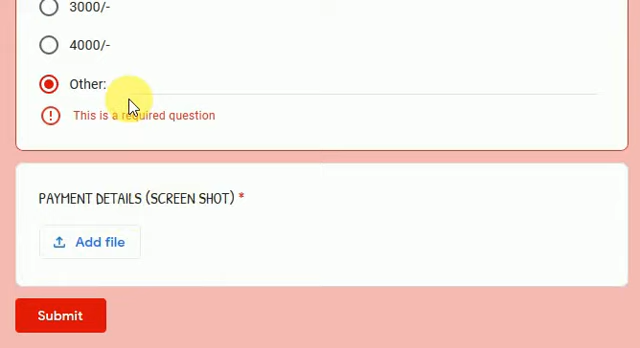 3000/-
4000/-
Other:
This is a required question
PAYMENT DETAILS (SCREEN SHOT) *
Add file
Submit